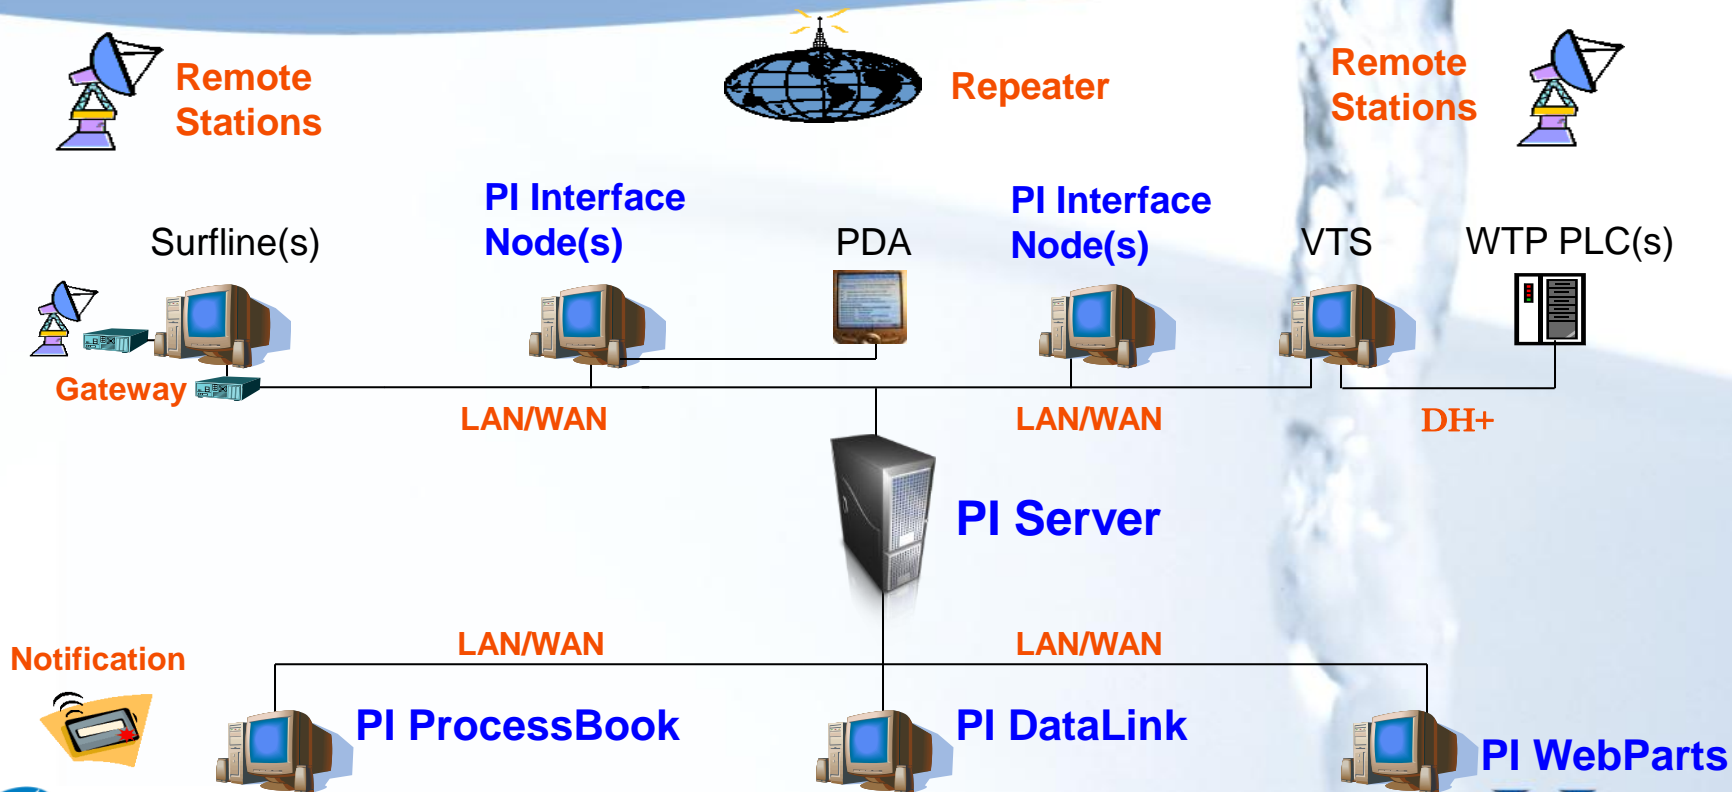 Remote
Stations
Repeater
Remote
Stations
PI Interface
Node(s)
PI Interface
Node(s)
Surfline(s)
PDA
VTS
WTP PLC(s)
Gateway
LAN/WAN
LAN/WAN
DH+
PI Server
LAN/WAN
LAN/WAN
Notification
PI ProcessBook
PI DataLink
PI WebParts